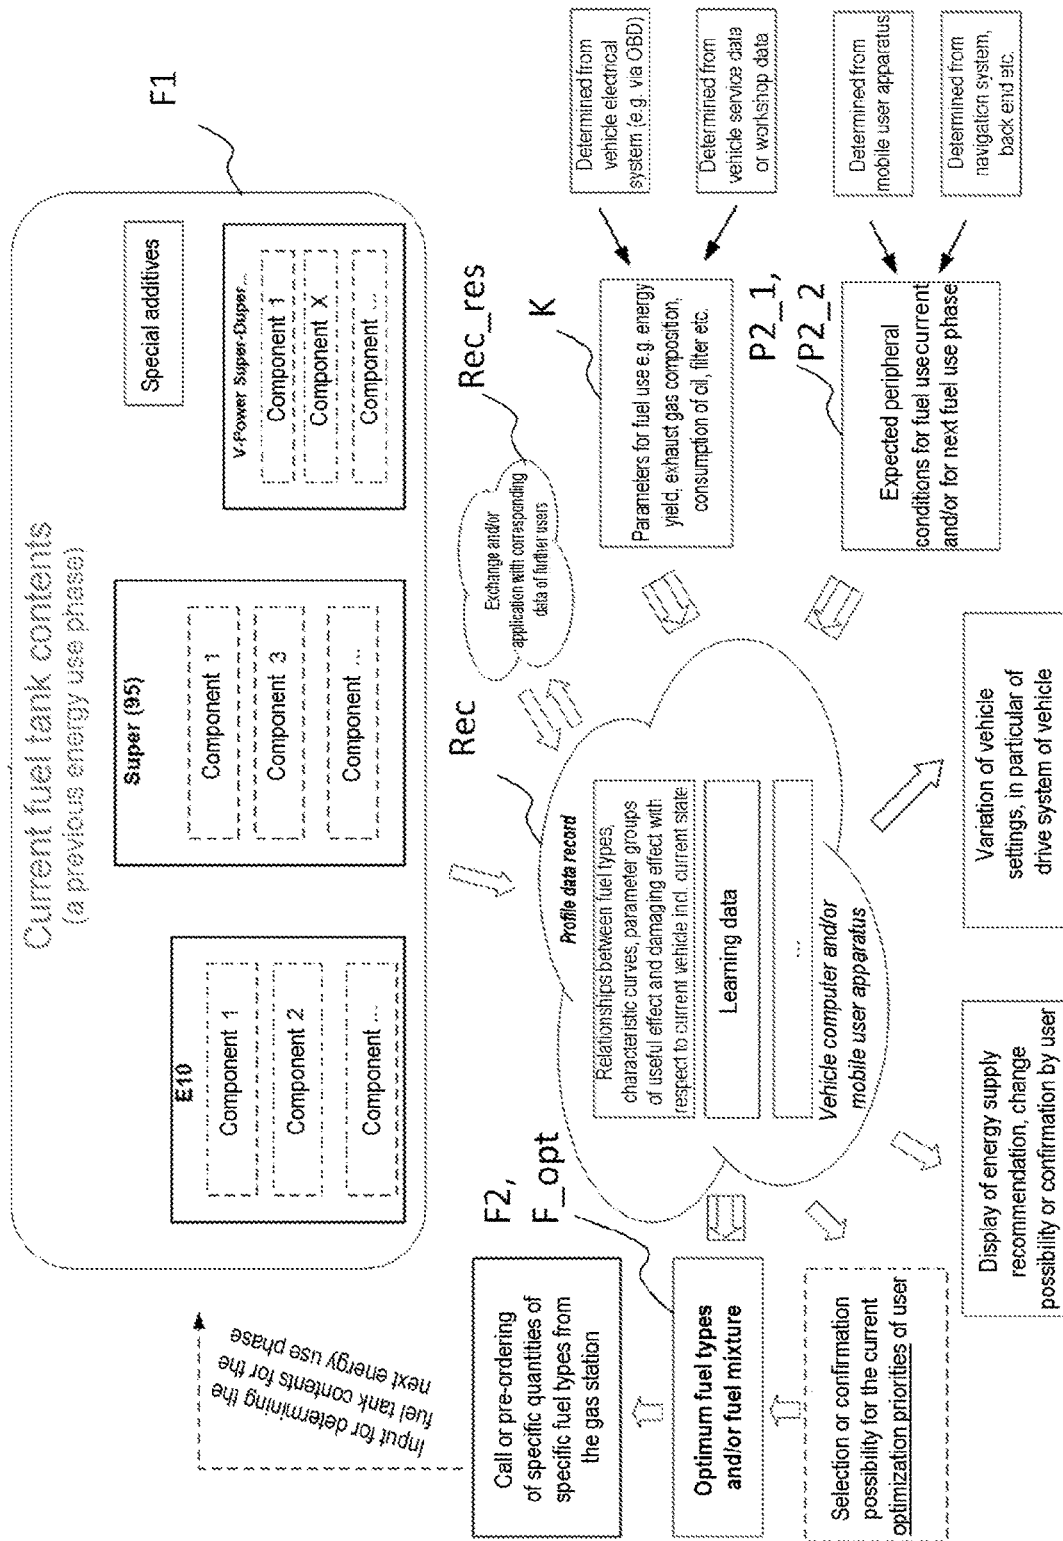 Current fuel tank contents
(a previous energy use phase)
F1
E10
Component 1
Component 2
Component ...
Super (95)
Component 1
Component 3
Component ...
Special additives
V-Power Super-Duper...
Component 1
Component X
Component ...
Input for determining the
fuel tank contents for the
next energy use phase
Call or pre-ordering
of specific quantities of
specific fuel types from
the gas station
F2,
F_opt
Optimum fuel types
and/or fuel mixture
Selection or confirmation
possibility for the current
optimization priorities of user
Rec
Profile data record
Relationships between fuel types,
characteristic curves, parameter groups
of useful effect and damaging effect with
respect to current vehicle incl. current state
Learning data
...
Vehicle computer and/or
mobile user apparatus
Rec_res
Exchange and/or
application with corresponding
data of further users
K
Parameters for fuel use e.g. energy
yield, exhaust gas composition,
consumption of oil, filter etc.
Determined from
vehicle electrical
system (e.g. via OBD)
Determined from
vehicle service data
or workshop data
P2_1,
P2_2
Expected peripheral
conditions for fuel usecurrent
and/or for next fuel use phase
Determined from
mobile user apparatus
Determined from
navigation system,
back end etc.
Display of energy supply
recommendation, change
possibility or confirmation by user
Variation of vehicle
settings, in particular of
drive system of vehicle